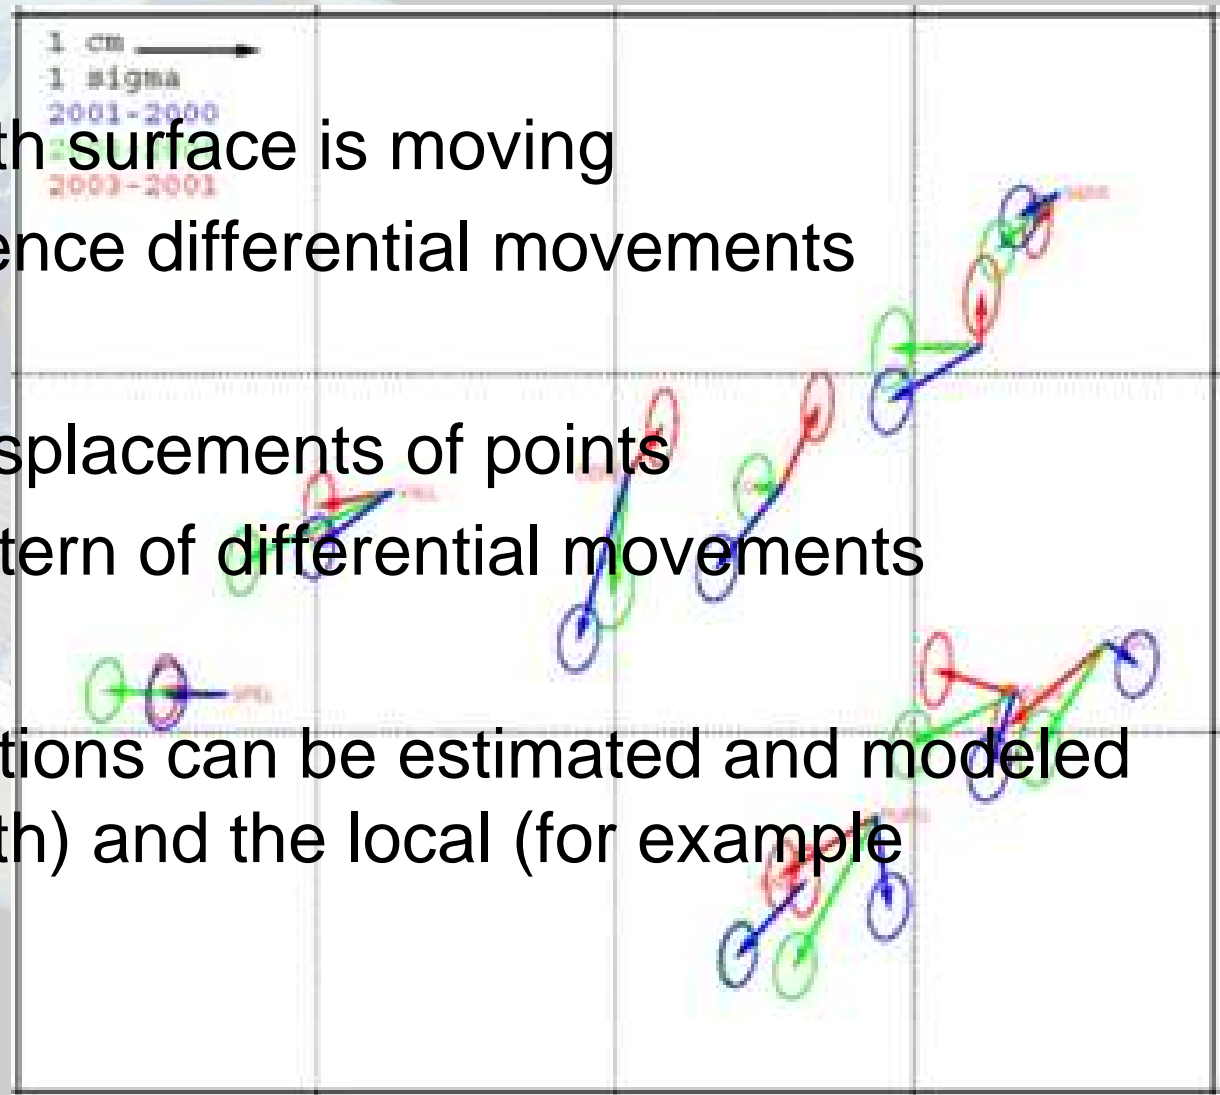 1 cm
1 sigma
2001-2000
th surface is moving
2003-2001
ence differential movements
splacements of points
tern of differential movements
tions can be estimated and modeled
th) and the local (for example